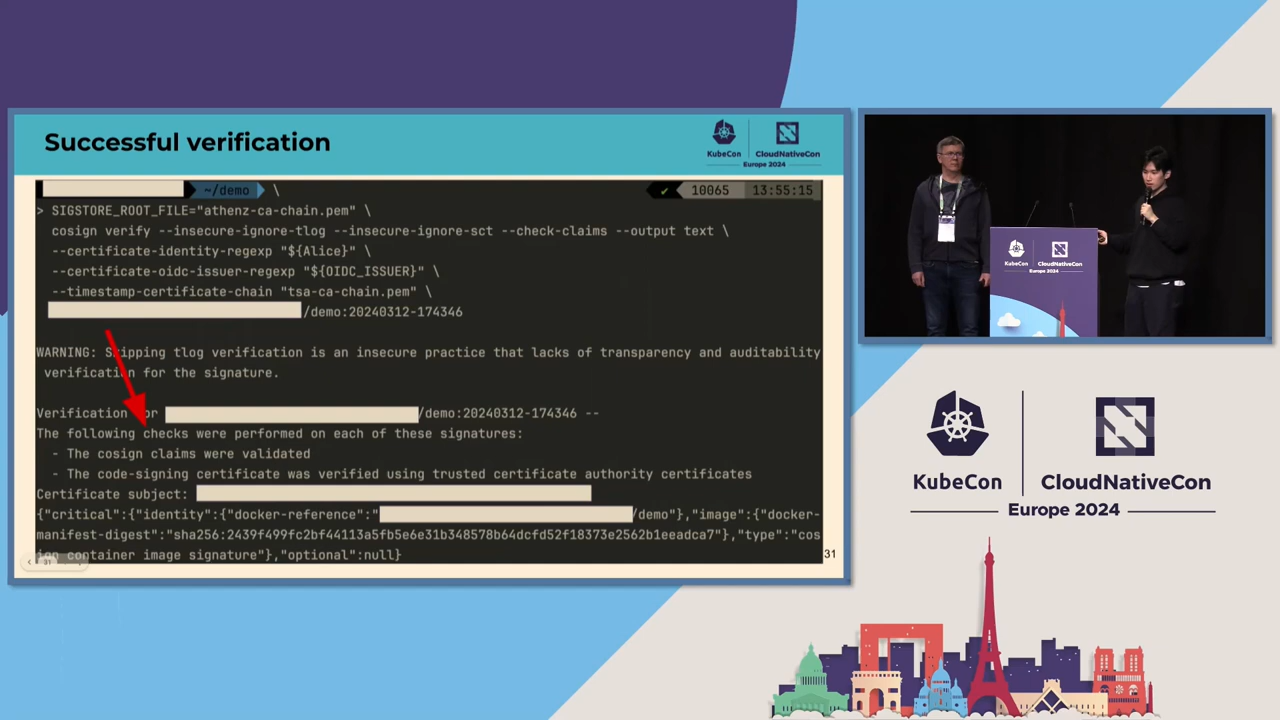 Successful verification
KubeCon
CloudNativeCon
Europe 2024
~/demo \
✓ 10065 13:55:15
> SIGSTORE_ROOT_FILE="athenz-ca-chain.pem" \
cosign verify --insecure-ignore-tlog --insecure-ignore-sct --check-claims --output text \
--certificate-identity-regexp "${Alice}" \
--certificate-oidc-issuer-regexp "${OIDC_ISSUER}" \
--timestamp-certificate-chain "tsa-ca-chain.pem" \
/demo:20240312-174346
WARNING: Skipping tlog verification is an insecure practice that lacks of transparency and auditability
verification for the signature.
Verification for /demo:20240312-174346 --
The following checks were performed on each of these signatures:
- The cosign claims were validated
- The code-signing certificate was verified using trusted certificate authority certificates
Certificate subject:
{"critical":{"identity":{"docker-reference":" /demo"},"image":{"docker-
manifest-digest":"sha256:2439f499fc2bf44113a5fb5e6e31b348578b64dcfd52f18373e2562b1eeadca7"},"type":"cos
ign container image signature"},"optional":null}
31
31
KubeCon
CloudNativeCon
Europe 2024
KubeCon
CloudNativeCon
Europe 2024